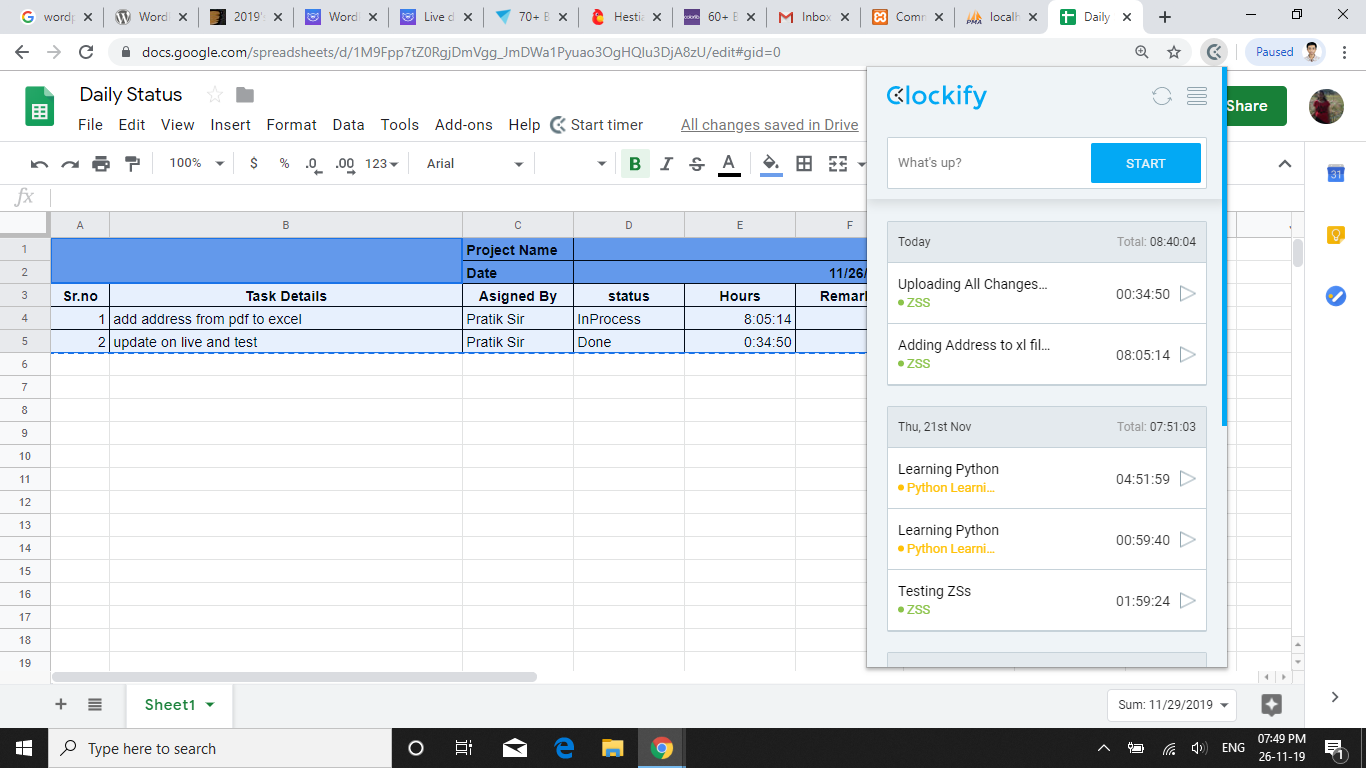 wordp
Word
2019'
Word
Live d
70+ B
Hestia
60+ B
Inbox
Comm
localh
Daily
docs.google.com/spreadsheets/d/1M9Fpp7tZ0RgjDmVgg_JmDWa1Pyuao3OgHQIu3DjA8zU/edit#gid=0
Paused
Daily Status
File Edit View Insert Format Data Tools Add-ons Help Start timer All changes saved in Drive
Share
100% $ % .0 .00 123 Arial B I S A
fx
A B C D E F
1 Project Name
2 Date 11/26/
3 Sr.no Task Details Asigned By status Hours Remark
4 1 add address from pdf to excel Pratik Sir InProcess 8:05:14
5 2 update on live and test Pratik Sir Done 0:34:50
6
7
8
9
10
11
12
13
14
15
16
17
18
19
Clockify
What's up? START
Today Total: 08:40:04
Uploading All Changes... 00:34:50
ZSS
Adding Address to xl fil... 08:05:14
ZSS
Thu, 21st Nov Total: 07:51:03
Learning Python 04:51:59
Python Learni...
Learning Python 00:59:40
Python Learni...
Testing ZSs 01:59:24
ZSS
31
Sheet1
Sum: 11/29/2019
Type here to search
ENG
07:49 PM
26-11-19
1